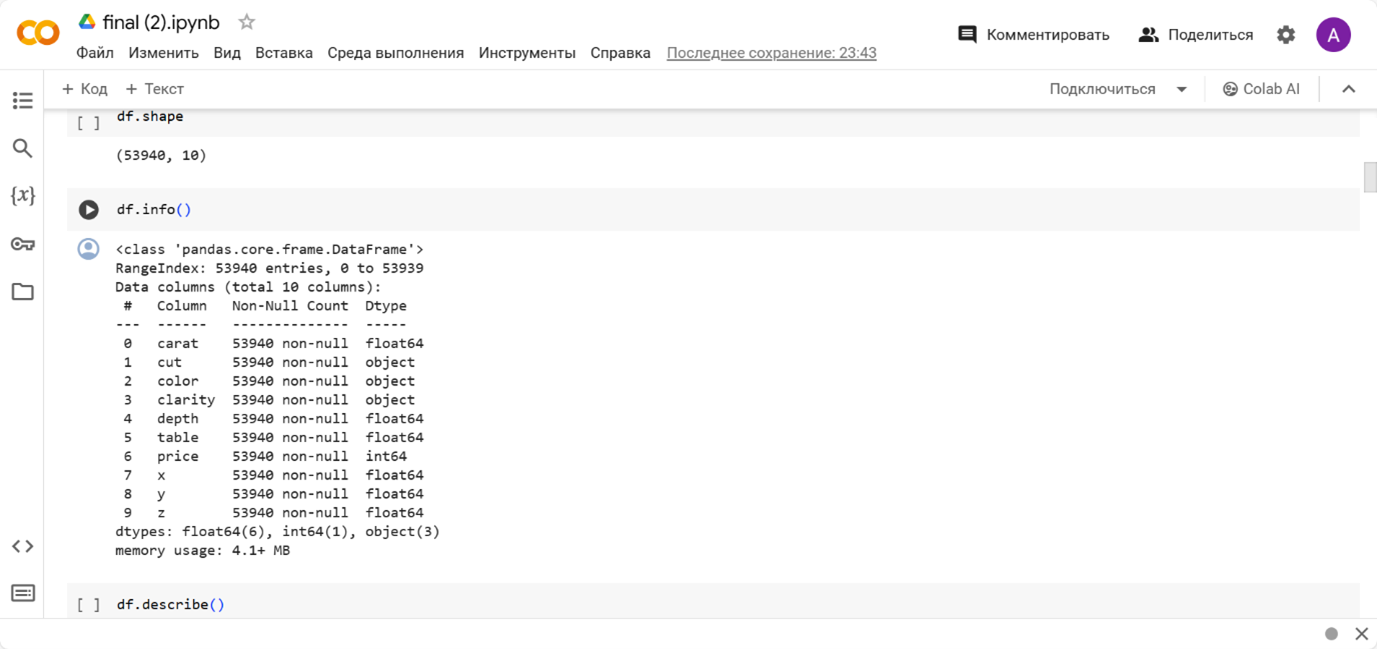 final (2).ipynb
Файл Изменить Вид Вставка Среда выполнения Инструменты Справка Последнее сохранение: 23:43
Комментировать Поделиться A
+ Код + Текст
Подключиться Colab AI
{x}
[ ] df.shape
(53940, 10)
df.info()
<class 'pandas.core.frame.DataFrame'>
RangeIndex: 53940 entries, 0 to 53939
Data columns (total 10 columns):
 #   Column   Non-Null Count  Dtype
---  ------   --------------  -----
 0   carat    53940 non-null  float64
 1   cut      53940 non-null  object
 2   color    53940 non-null  object
 3   clarity  53940 non-null  object
 4   depth    53940 non-null  float64
 5   table    53940 non-null  float64
 6   price    53940 non-null  int64
 7   x        53940 non-null  float64
 8   y        53940 non-null  float64
 9   z        53940 non-null  float64
dtypes: float64(6), int64(1), object(3)
memory usage: 4.1+ MB
[ ] df.describe()